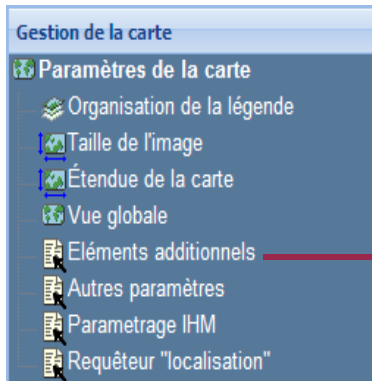 Gestion de la carte
Paramètres de la carte
Organisation de la légende
Taille de l'image
Étendue de la carte
Vue globale
Eléments additionnels
Autres paramètres
Parametrage IHM
Requêteur "localisation"